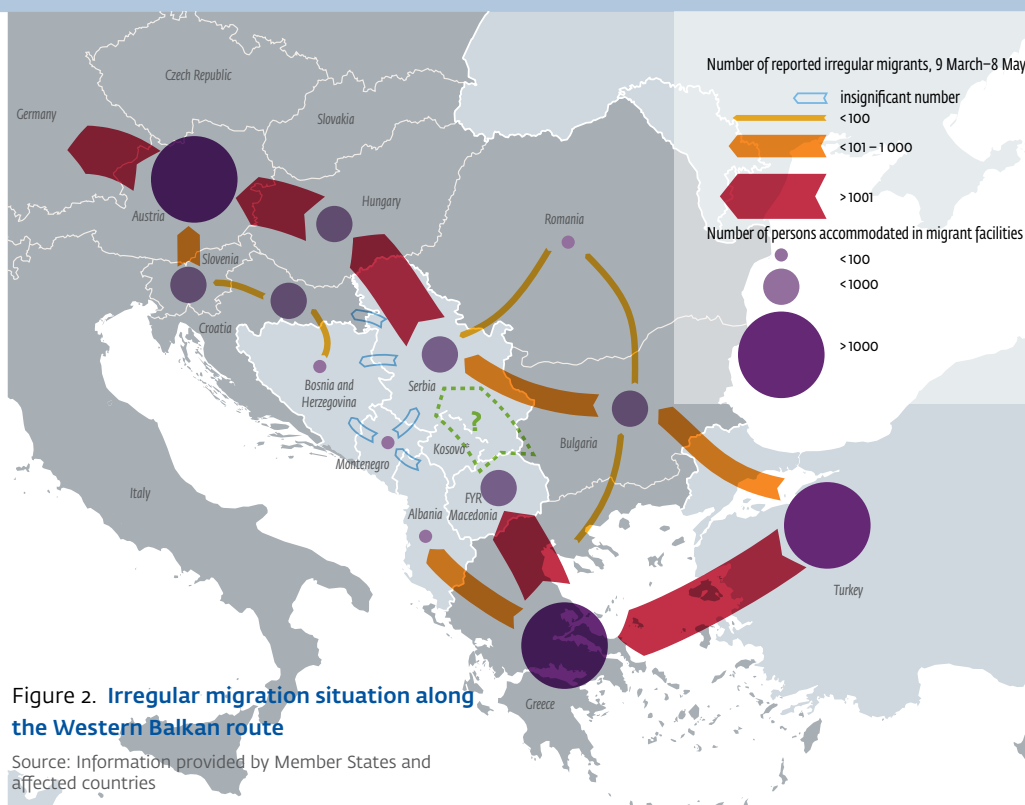 Number of reported irregular migrants, 9 March–8 May
insignificant number
<100
<101 – 1 000
>1001
Number of persons accommodated in migrant facilities
<100
<1000
>1000
Czech Republic
Germany
Slovakia
Austria
Hungary
Romania
Slovenia
Croatia
Bosnia and
Herzegovina
Serbia
?
Kosovo*
Bulgaria
Montenegro
Italy
Albania
FYR
Macedonia
Turkey
Greece
Figure 2. Irregular migration situation along
the Western Balkan route
Source: Information provided by Member States and
affected countries